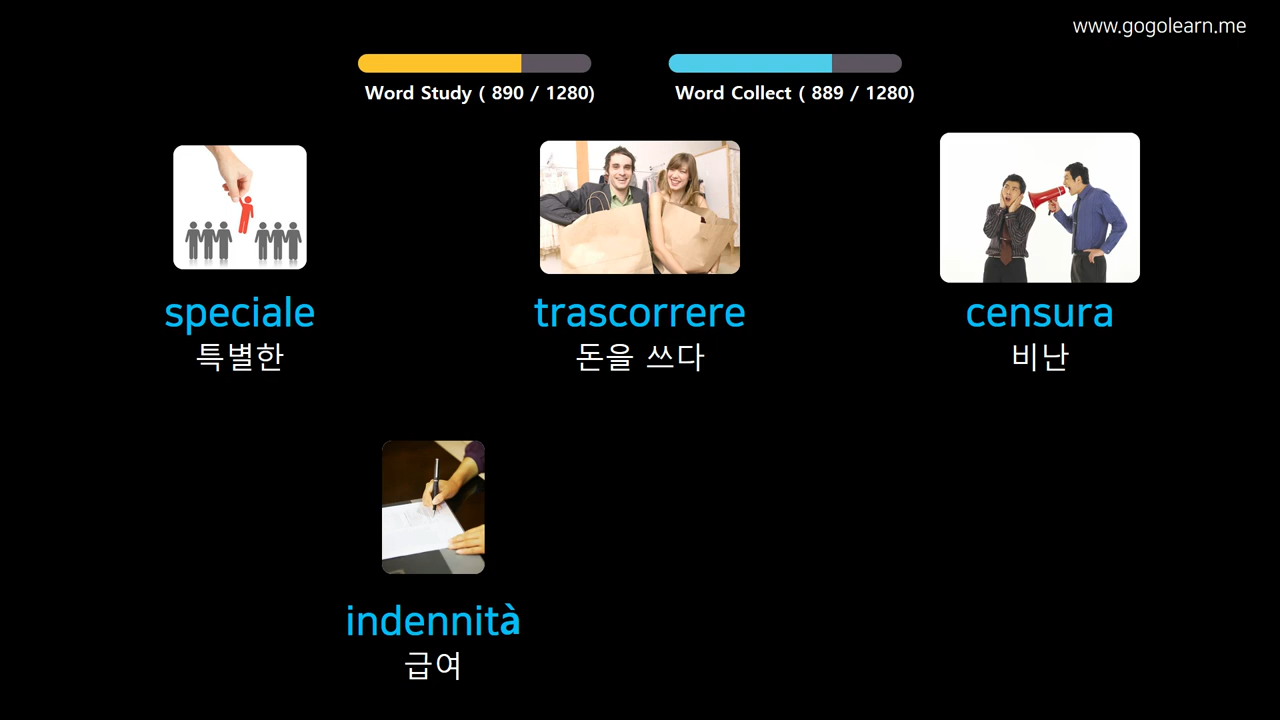 www.gogolearn.me
Word Study ( 890 / 1280)
Word Collect ( 889 / 1280)
speciale
특별한
trascorrere
돈을 쓰다
censura
비난
indennità
급여